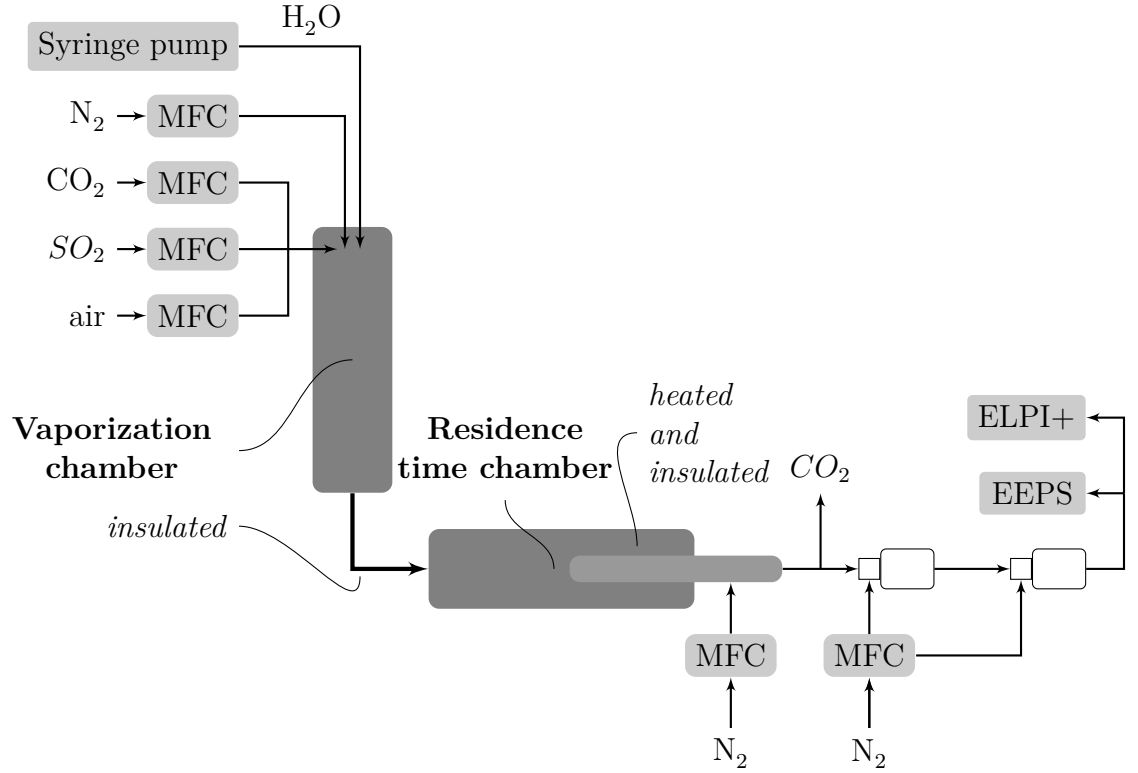 H₂O
Syringe pump
N₂
MFC
CO₂
MFC
SO₂
MFC
air
MFC
Vaporization
chamber
insulated
Residence
time chamber
heated
and
insulated
CO₂
ELPI+
EEPS
MFC
MFC
N₂
N₂